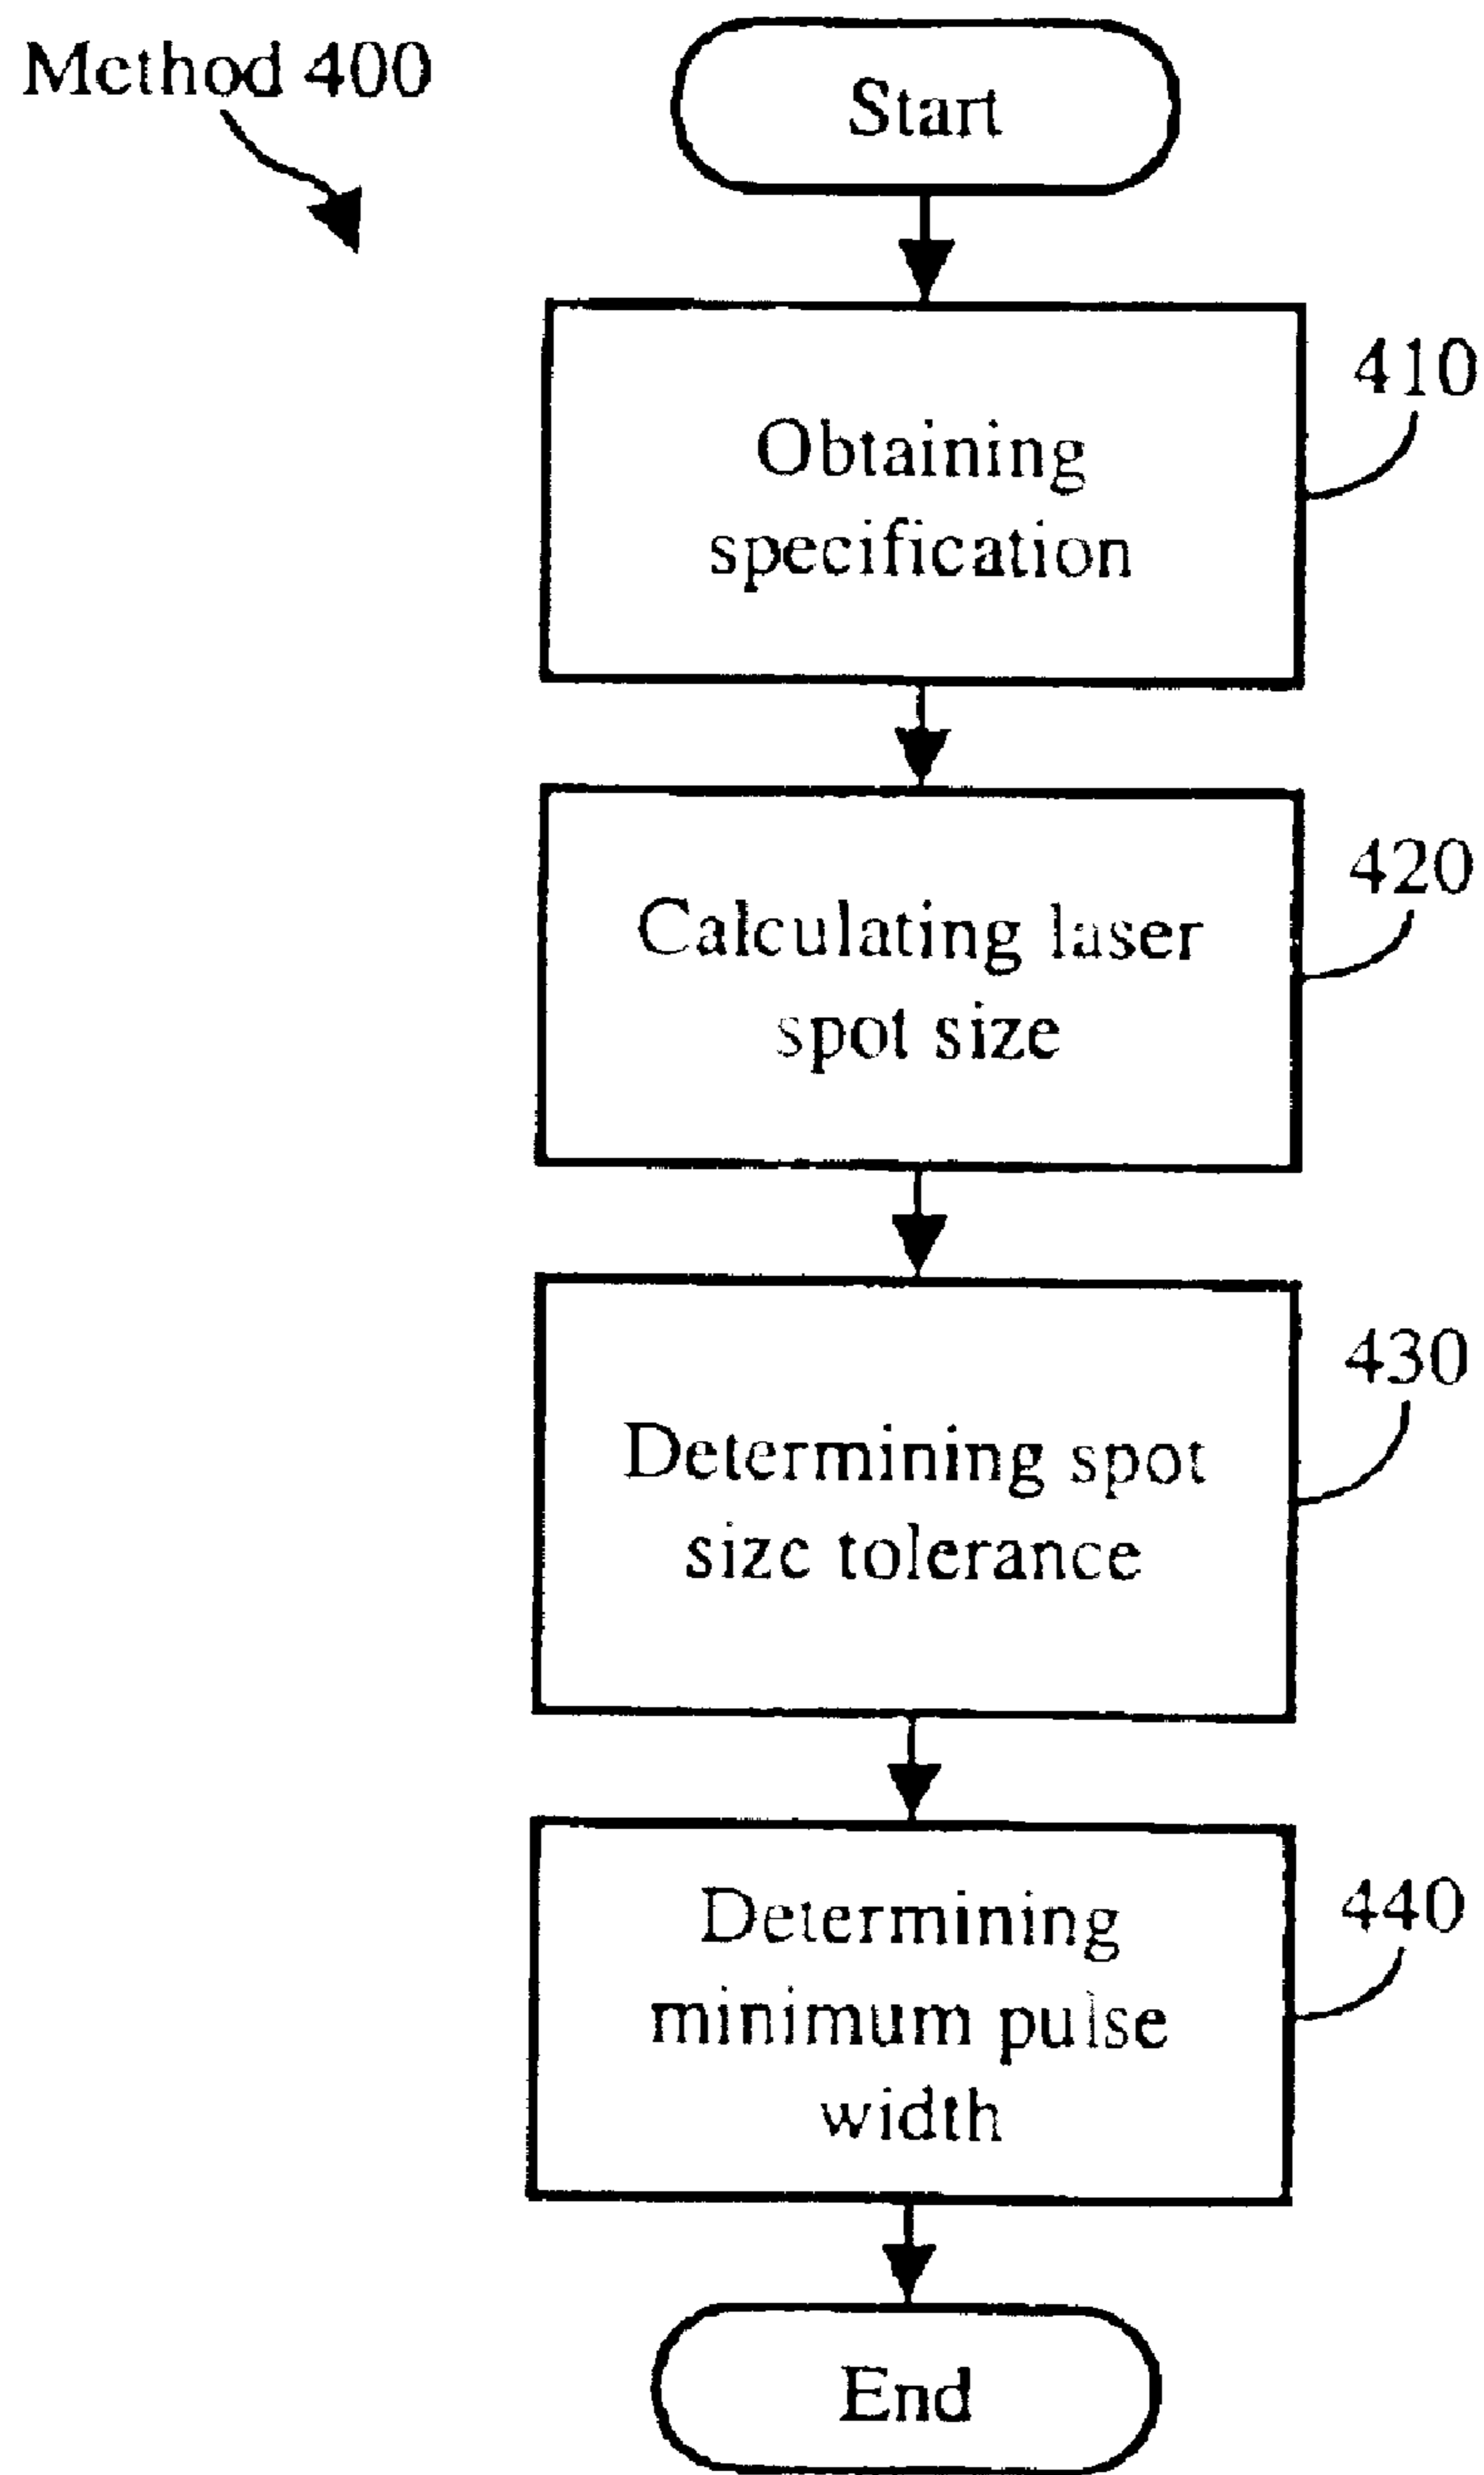 Method 400
Start
410
Obtaining
specification
420
Calculating laser
spot size
430
Determining spot
size tolerance
440
Determining
minimum pulse
width
End